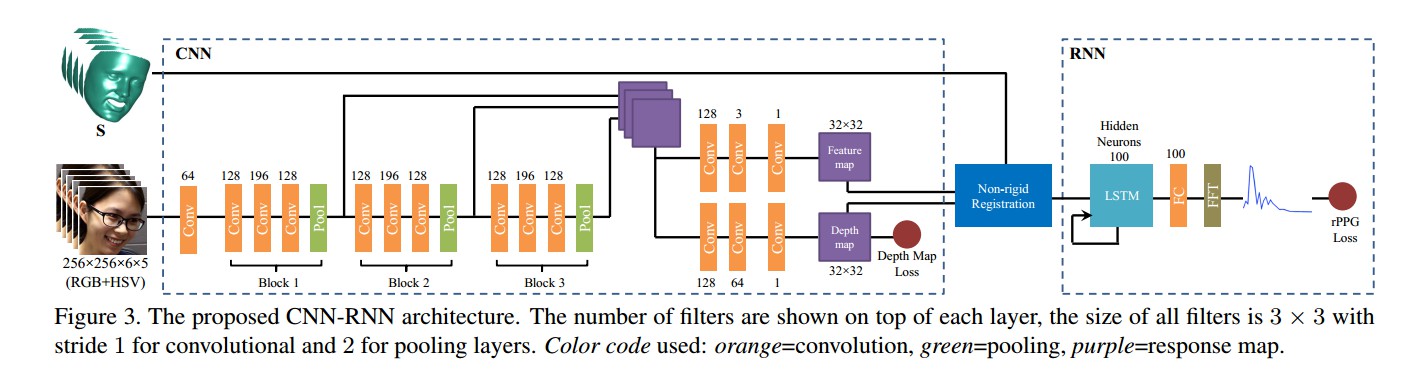 CNN
RNN
S
64
128 196 128
128 196 128
128 196 128
Conv
Conv Conv Conv Pool
Conv Conv Conv Pool
Conv Conv Conv Pool
256×256×6×5
(RGB+HSV)
Block 1
Block 2
Block 3
128 3 1
Conv Conv Conv
32×32
Feature
map
Conv Conv Conv
128 64 1
Depth
map
32×32
Depth Map
Loss
Non-rigid
Registration
Hidden
Neurons
100
LSTM
100
FC
FFT
rPPG
Loss
Figure 3. The proposed CNN-RNN architecture. The number of filters are shown on top of each layer, the size of all filters is 3 × 3 with
stride 1 for convolutional and 2 for pooling layers. Color code used: orange=convolution, green=pooling, purple=response map.